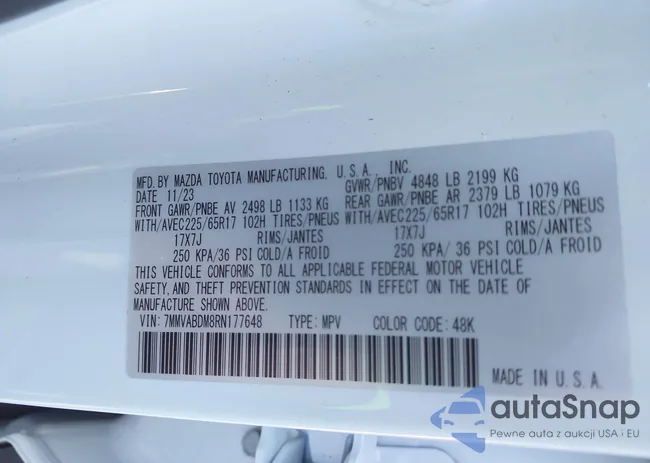 MFD. BY MAZDA TOYOTA MANUFACTURING. U.S.A., INC.
DATE 11/23 GVWR/PNBV 4848 LB 2199 KG
FRONT GAWR/PNBE AV 2498 LB 1133 KG REAR GAWR/PNBE AR 2379 LB 1079 KG
WITH/AVEC225/65R17 102H TIRES/PNEUS WITH/AVEC225/65R17 102H TIRES/PNEUS
17X7J RIMS/JANTES 17X7J RIMS/JANTES
250 KPA/36 PSI COLD/A FROID 250 KPA/36 PSI COLD/A FROID
THIS VEHICLE CONFORMS TO ALL APPLICABLE FEDERAL MOTOR VEHICLE
SAFETY, AND THEFT PREVENTION STANDARDS IN EFFECT ON THE DATE OF
MANUFACTURE SHOWN ABOVE.
VIN: 7MMVABDM8RN177648 TYPE: MPV COLOR CODE: 48K
MADE IN U.S.A.
autaSnap
Pewne auta z aukcji USA i EU